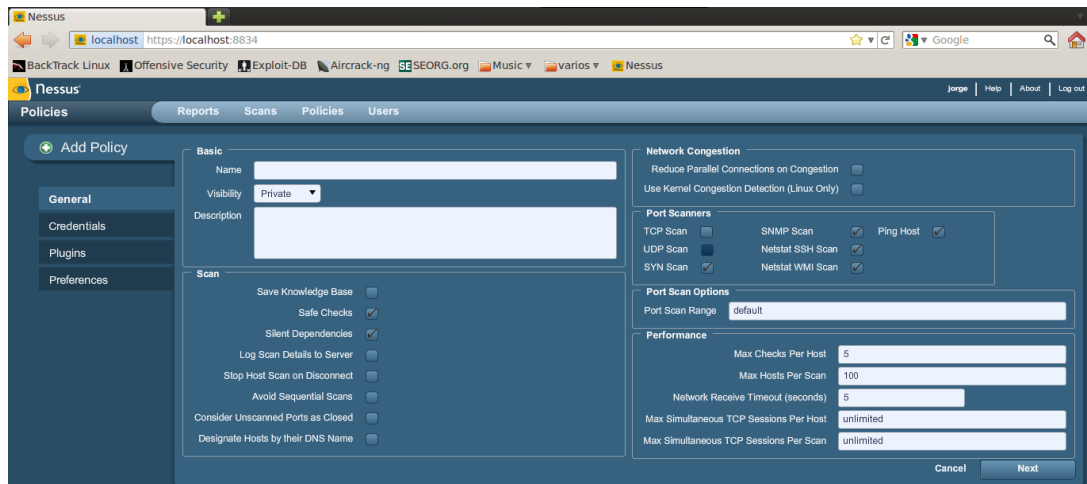 Nessus
localhost https://localhost:8834
Google
BackTrack Linux Offensive Security Exploit-DB Aircrack-ng SEORG.org Music varios Nessus
nessus
jorge Help About Log out
Policies Reports Scans Policies Users
Add Policy
General
Credentials
Plugins
Preferences
Basic
Name
Visibility Private
Description
Scan
Save Knowledge Base
Safe Checks
Silent Dependencies
Log Scan Details to Server
Stop Host Scan on Disconnect
Avoid Sequential Scans
Consider Unscanned Ports as Closed
Designate Hosts by their DNS Name
Network Congestion
Reduce Parallel Connections on Congestion
Use Kernel Congestion Detection (Linux Only)
Port Scanners
TCP Scan SNMP Scan Ping Host
UDP Scan Netstat SSH Scan
SYN Scan Netstat WMI Scan
Port Scan Options
Port Scan Range default
Performance
Max Checks Per Host 5
Max Hosts Per Scan 100
Network Receive Timeout (seconds) 5
Max Simultaneous TCP Sessions Per Host unlimited
Max Simultaneous TCP Sessions Per Scan unlimited
Cancel Next